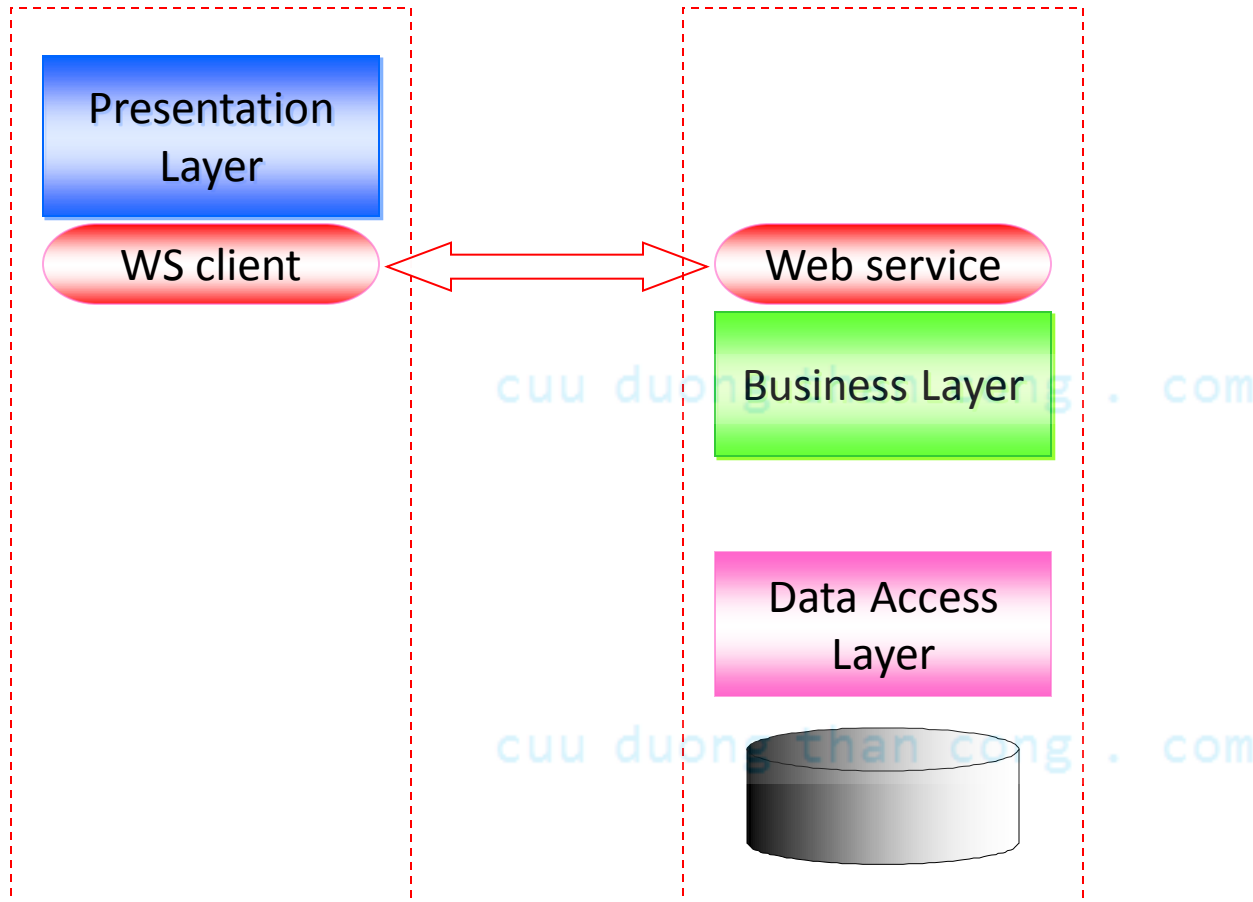 Presentation
Layer
WS client
Web service
Business Layer
cuu duong than cong . com
Data Access
Layer
cuu duong than cong . com